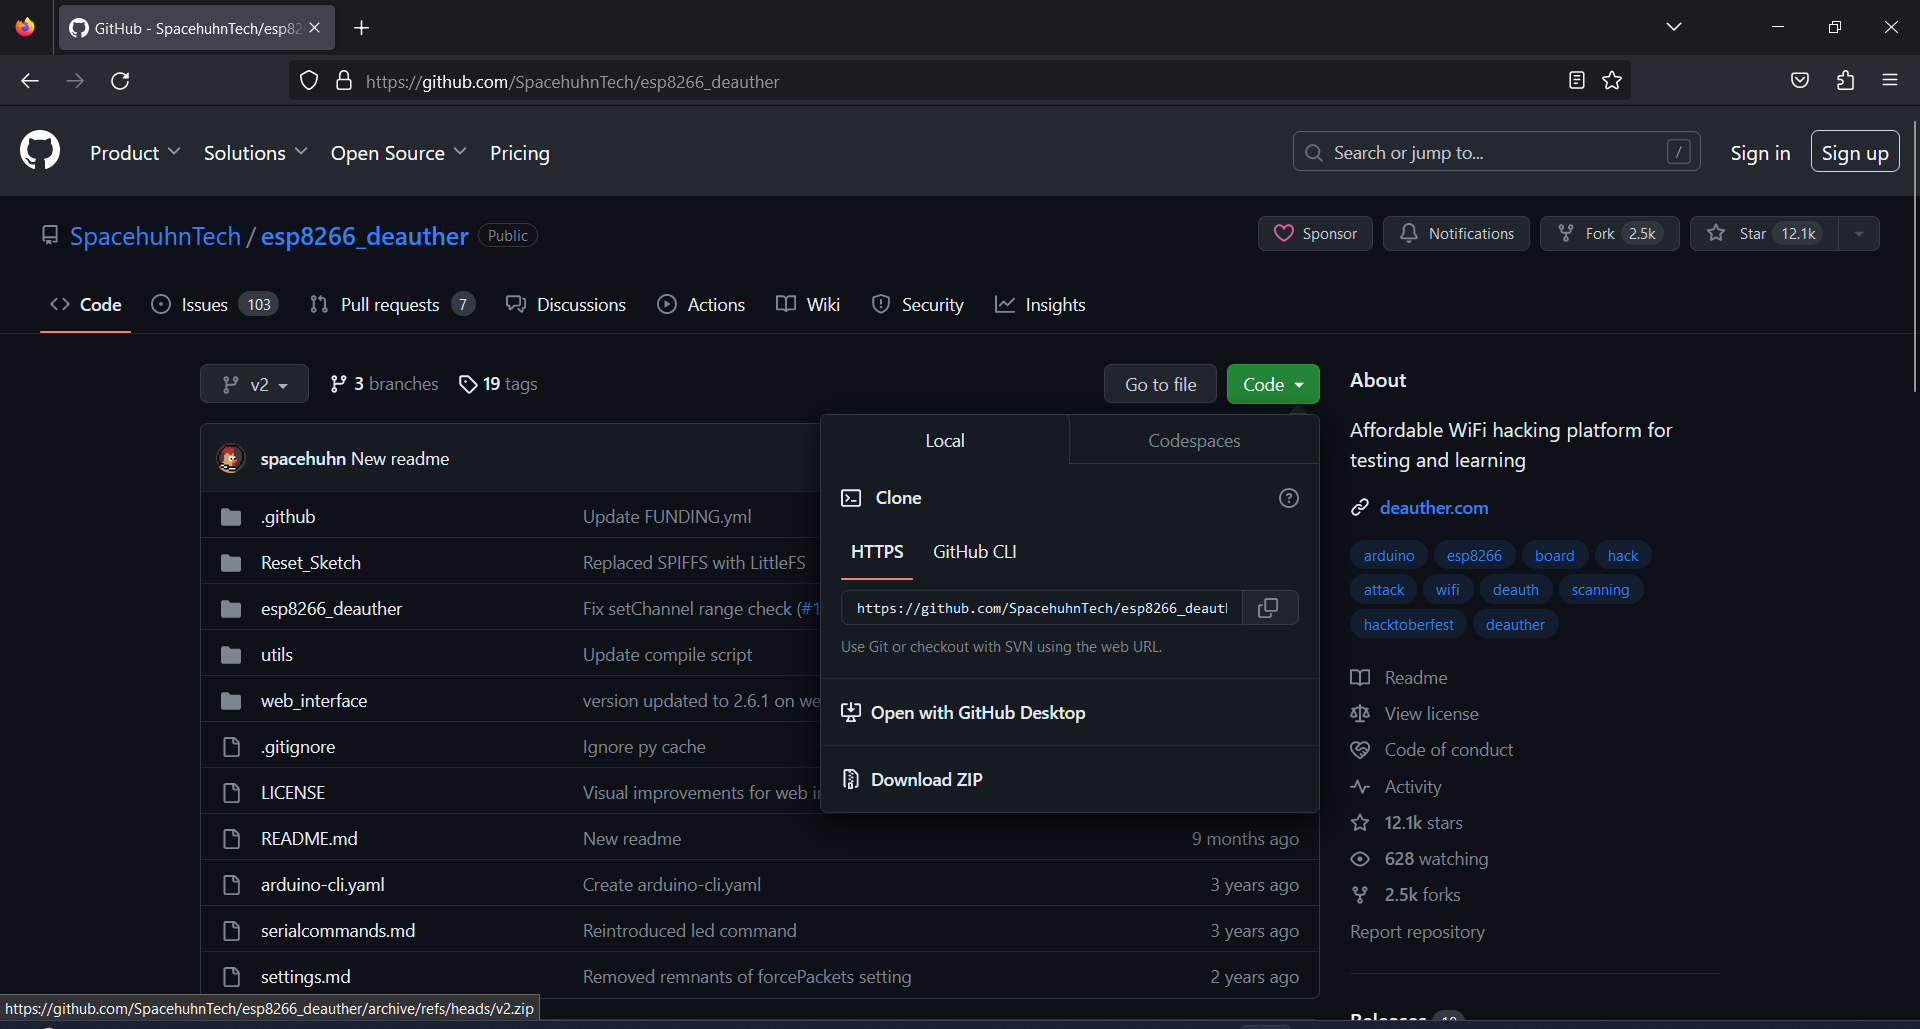 GitHub - SpacehuhnTech/esp82
https://github.com/SpacehuhnTech/esp8266_deauther
Product Solutions Open Source Pricing
Search or jump to... /
Sign in Sign up
SpacehuhnTech / esp8266_deauther Public
Sponsor Notifications Fork 2.5k Star 12.1k
Code Issues 103 Pull requests 7 Discussions Actions Wiki Security Insights
v2 3 branches 19 tags Go to file Code
spacehuhn New readme
.github Update FUNDING.yml
Reset_Sketch Replaced SPIFFS with LittleFS
esp8266_deauther Fix setChannel range check (#1
utils Update compile script
web_interface version updated to 2.6.1 on we
.gitignore Ignore py cache
LICENSE Visual improvements for web in
README.md New readme 9 months ago
arduino-cli.yaml Create arduino-cli.yaml 3 years ago
serialcommands.md Reintroduced led command 3 years ago
settings.md Removed remnants of forcePackets setting 2 years ago
Local Codespaces
Clone
HTTPS GitHub CLI
https://github.com/SpacehuhnTech/esp8266_deaut
Use Git or checkout with SVN using the web URL.
Open with GitHub Desktop
Download ZIP
About
Affordable WiFi hacking platform for
testing and learning
deauther.com
arduino esp8266 board hack
attack wifi deauth scanning
hacktoberfest deauther
Readme
View license
Code of conduct
Activity
12.1k stars
628 watching
2.5k forks
Report repository
Releases
https://github.com/SpacehuhnTech/esp8266_deauther/archive/refs/heads/v2.zip